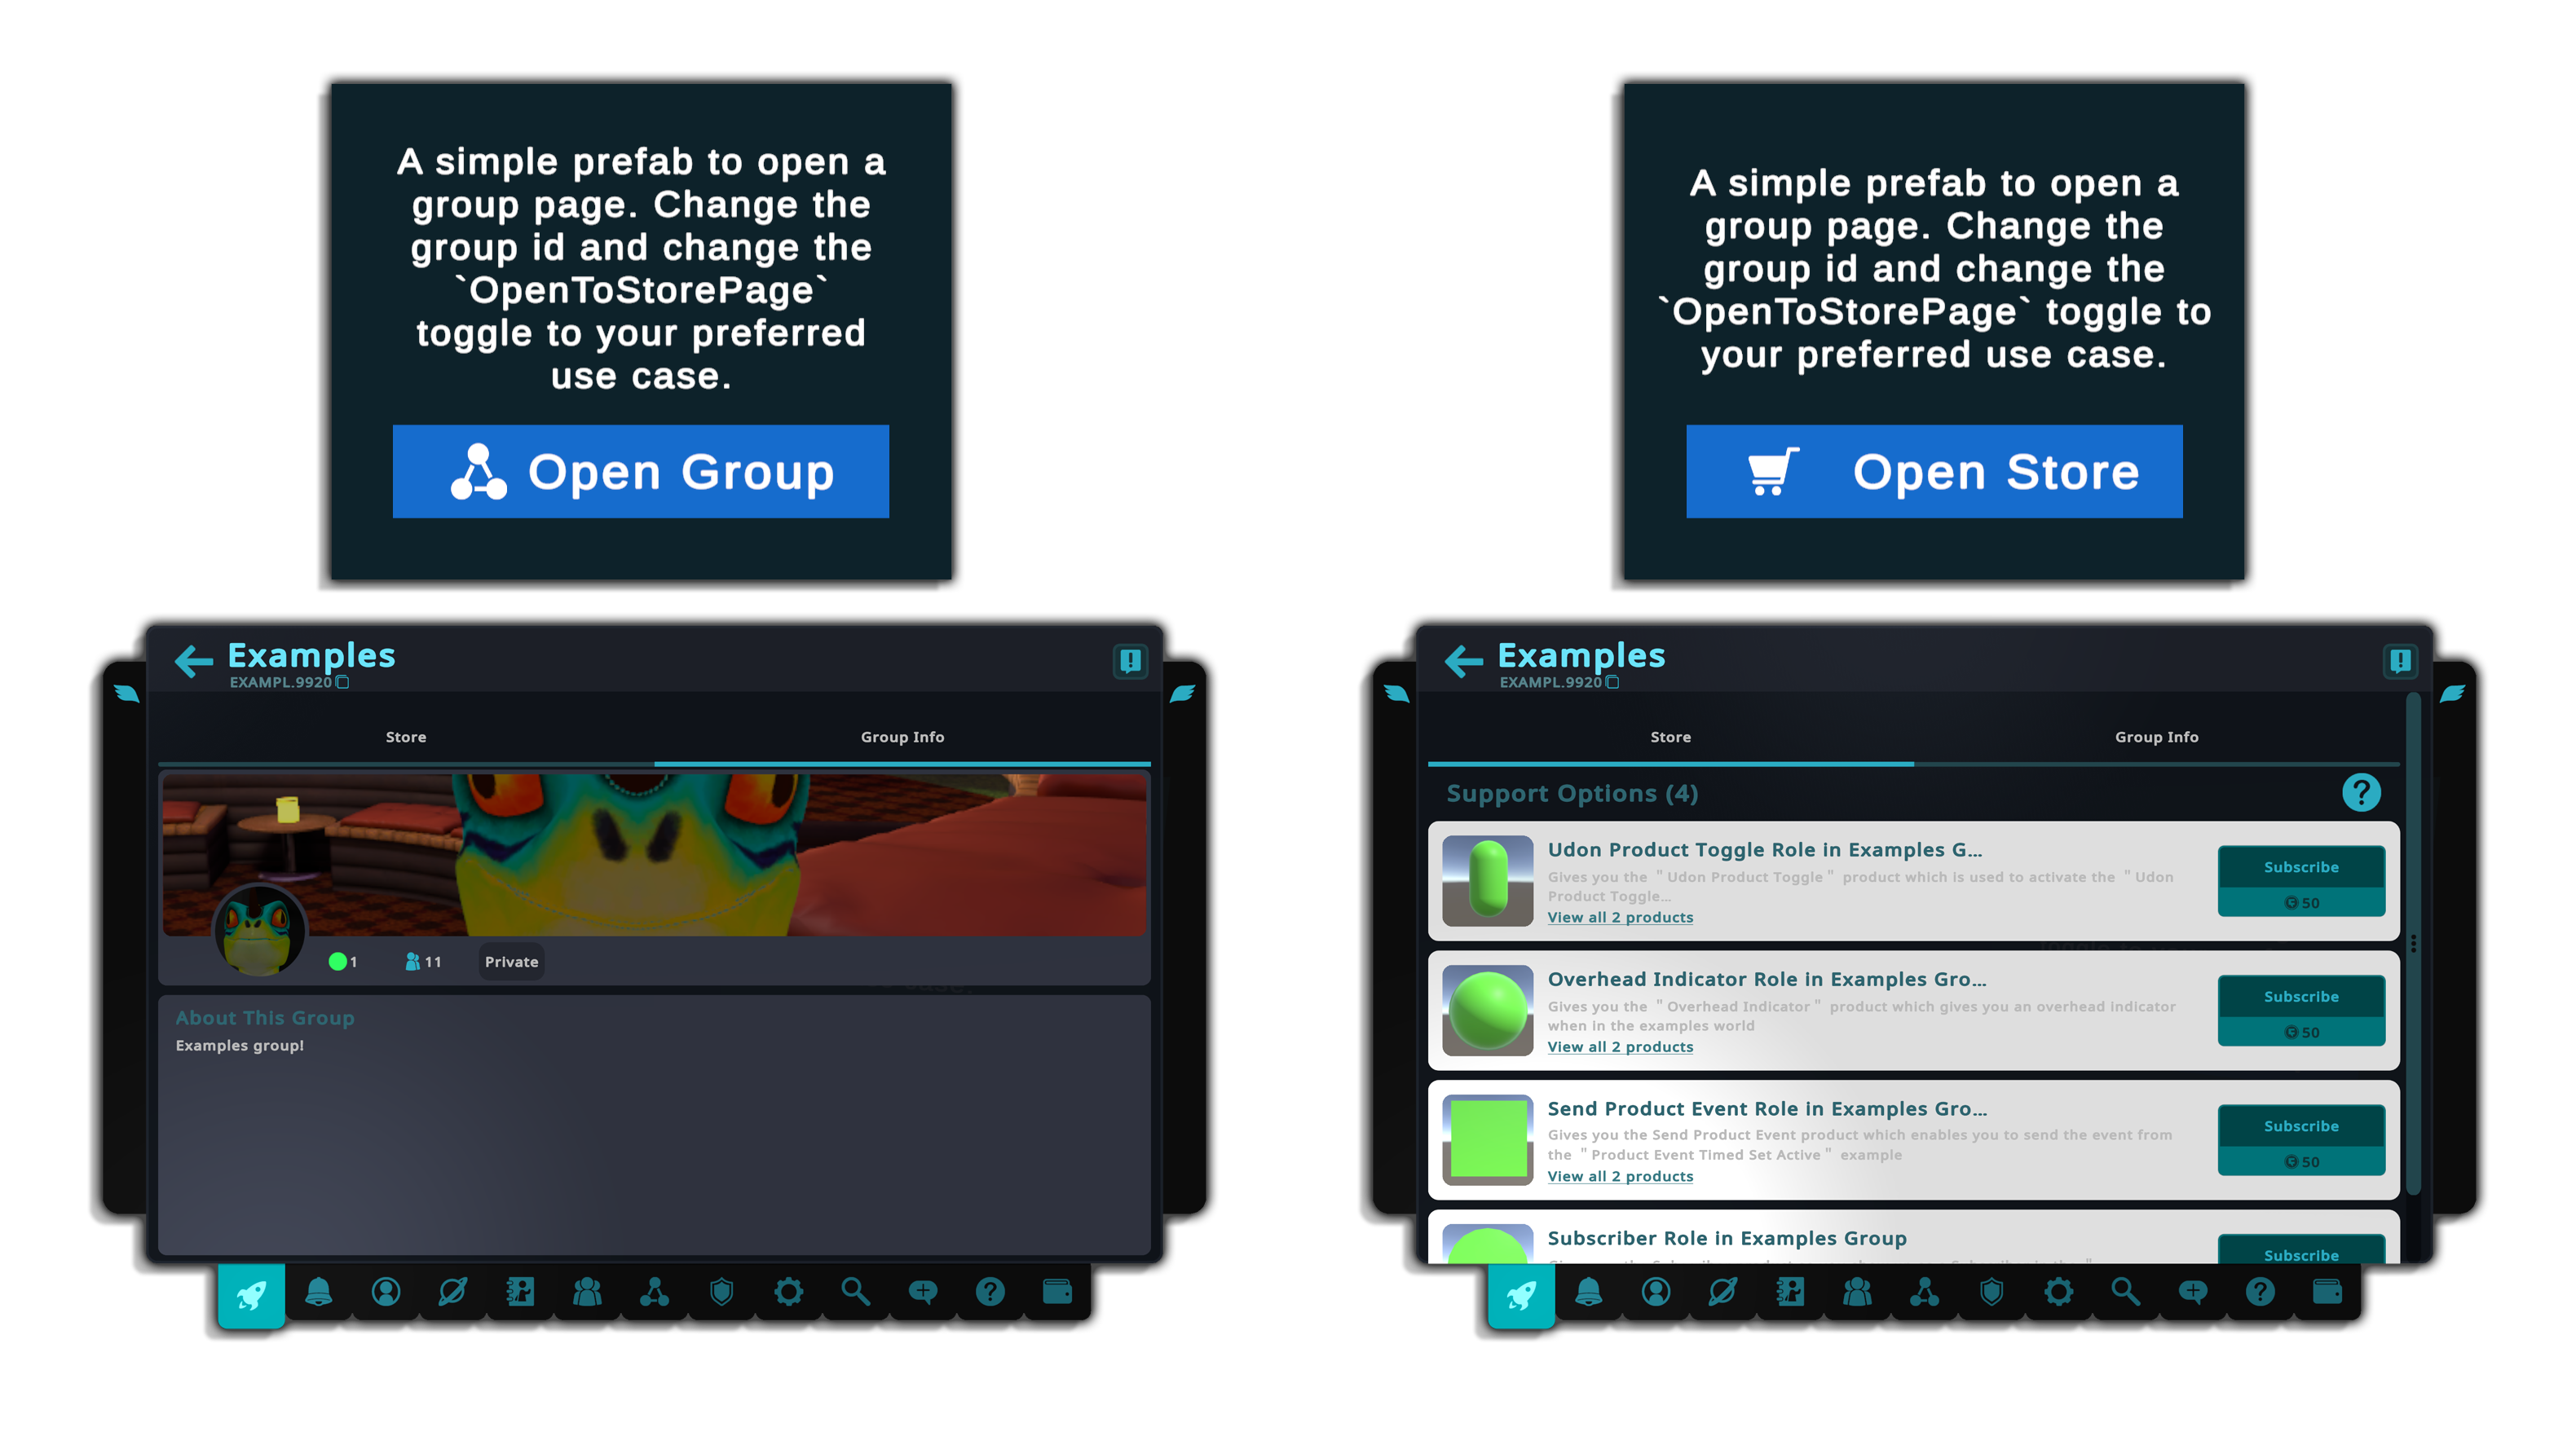 A simple prefab to open a
group page. Change the
group id and change the
`OpenToStorePage`
toggle to your preferred
use case.
Open Group
A simple prefab to open a
group page. Change the
group id and change the
`OpenToStorePage` toggle to
your preferred use case.
Open Store
Examples
EXAMPL.9920
Store
Group Info
1
11
Private
About This Group
Examples group!
Examples
EXAMPL.9920
Store
Group Info
Support Options (4)
Udon Product Toggle Role in Examples G...
Gives you the "Udon Product Toggle" product which is used to activate the "Udon
Product Toggle...
View all 2 products
Subscribe
50
Overhead Indicator Role in Examples Gro...
Gives you the "Overhead Indicator" product which gives you an overhead indicator
when in the examples world
View all 2 products
Subscribe
50
Send Product Event Role in Examples Gro...
Gives you the Send Product Event product which enables you to send the event from
the "Product Event Timed Set Active" example
View all 2 products
Subscribe
50
Subscriber Role in Examples Group
Subscribe